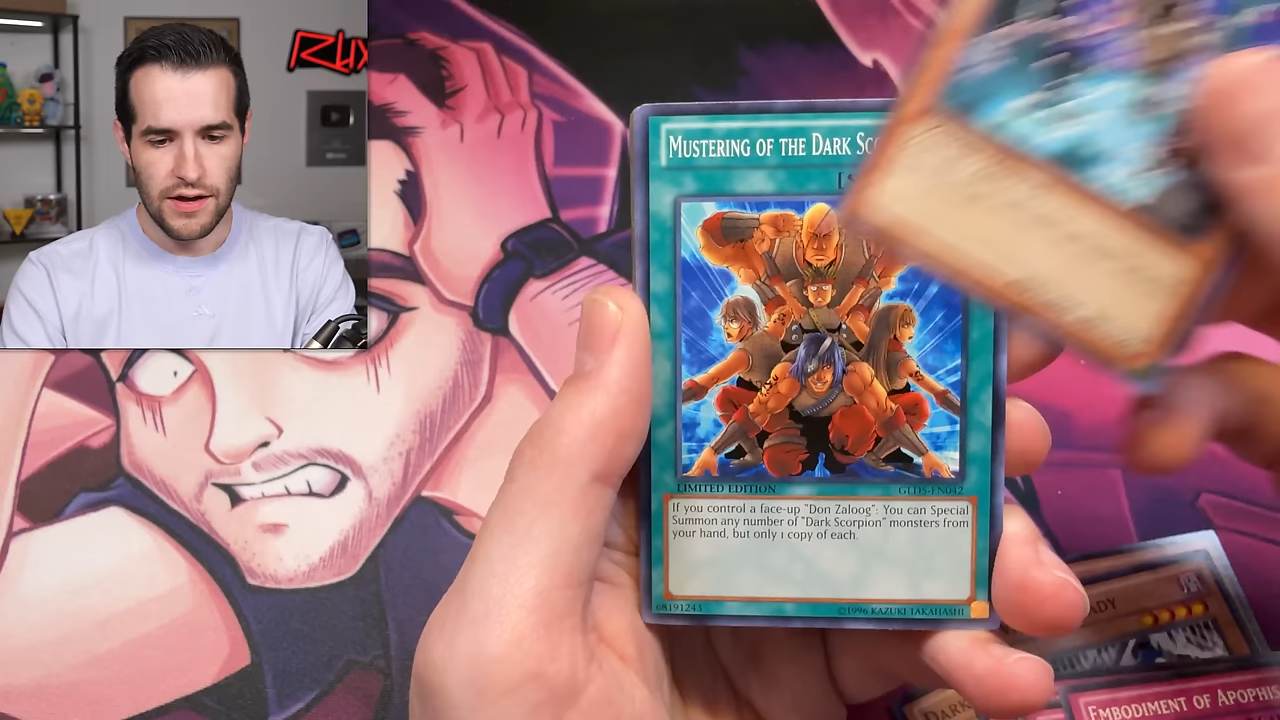 MUSTERING OF THE DARK
LIMITED EDITION GLD5-EN042
If you control a face-up "Don Zaloog": You can Special
Summon any number of "Dark Scorpion" monsters from
your hand, but only 1 copy of each.
68191243 ©1996 KAZUKI TAKAHASHI
EMBODIMENT OF APOPHIS
DARK